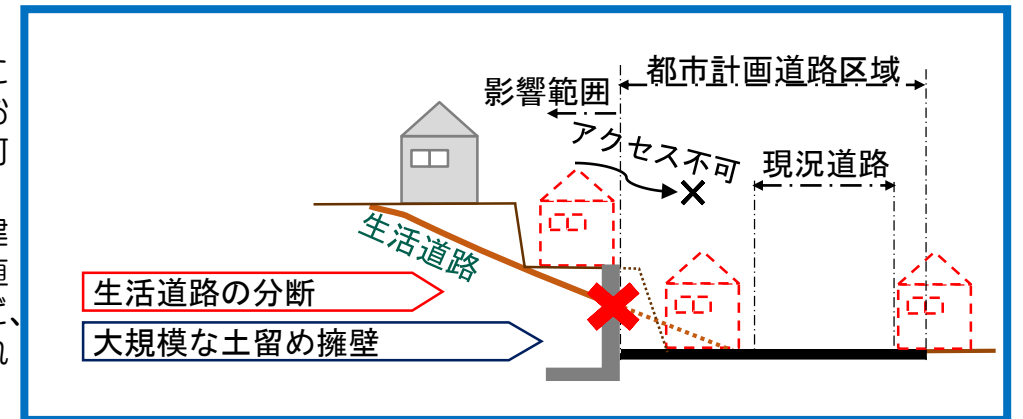 都市計画道路区域
影響範囲
アクセス不可
現況道路
生活道路
生活道路の分断
大規模な土留め擁壁